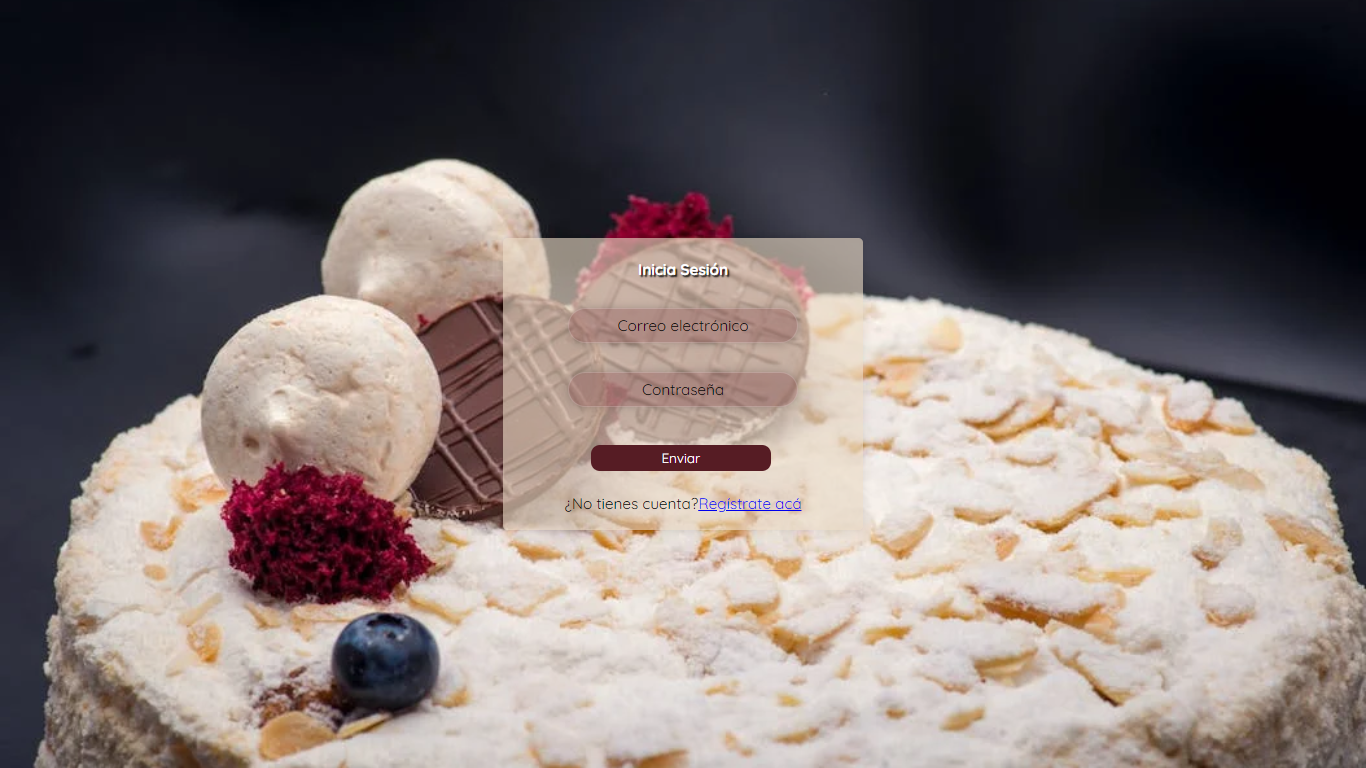 Inicia Sesión
Correo electrónico
Contraseña
Enviar
¿No tienes cuenta?Regístrate acá